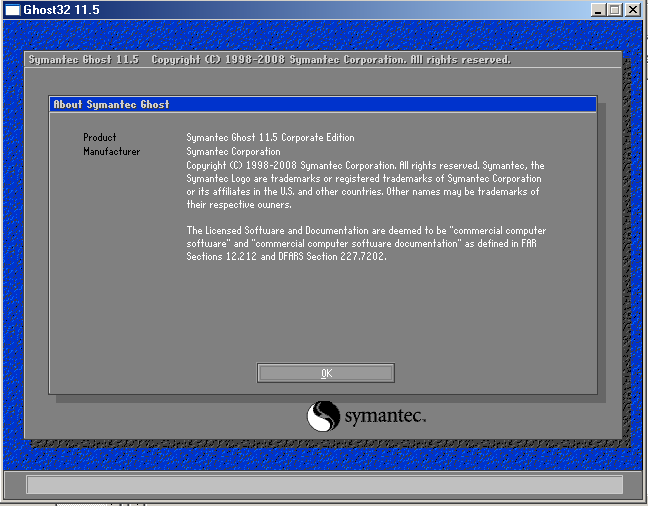 Ghost32 11.5
Symantec Ghost 11.5 Copyright (C) 1998-2008 Symantec Corporation. All rights reserved.
About Symantec Ghost
Product Symantec Ghost 11.5 Corporate Edition
Manufacturer Symantec Corporation
Copyright (C) 1998-2008 Symantec Corporation. All rights reserved. Symantec, the
Symantec Logo are trademarks or registered trademarks of Symantec Corporation
or its affiliates in the U.S. and other countries. Other names may be trademarks of
their respective owners.
The Licensed Software and Documentation are deemed to be "commercial computer
software" and "commercial computer software documentation" as defined in FAR
Sections 12.212 and DFARS Section 227.7202.
OK
symantec.